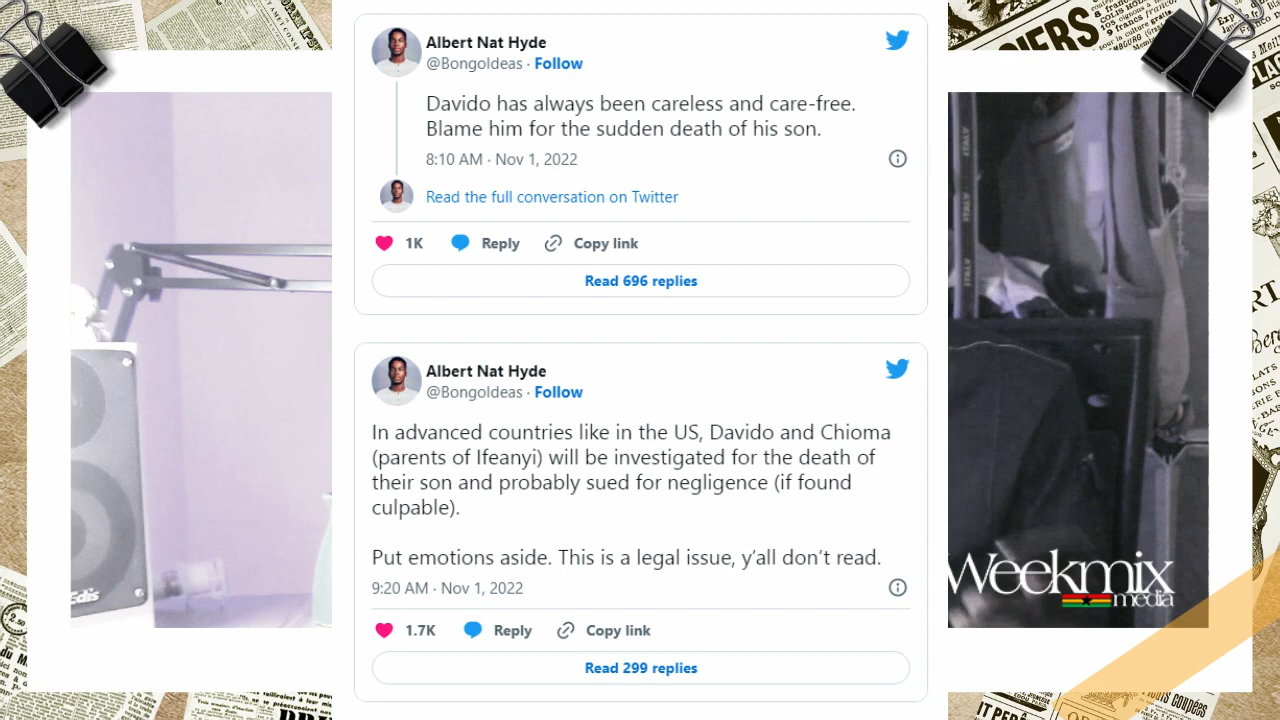 Albert Nat Hyde
@BongoIdeas · Follow
Davido has always been careless and care-free.
Blame him for the sudden death of his son.
8:10 AM · Nov 1, 2022
Read the full conversation on Twitter
1K Reply Copy link
Read 696 replies
Albert Nat Hyde
@BongoIdeas · Follow
In advanced countries like in the US, Davido and Chioma
(parents of Ifeanyi) will be investigated for the death of
their son and probably sued for negligence (if found
culpable).
Put emotions aside. This is a legal issue, y'all don't read.
9:20 AM · Nov 1, 2022
1.7K Reply Copy link
Read 299 replies
Weekmix
media